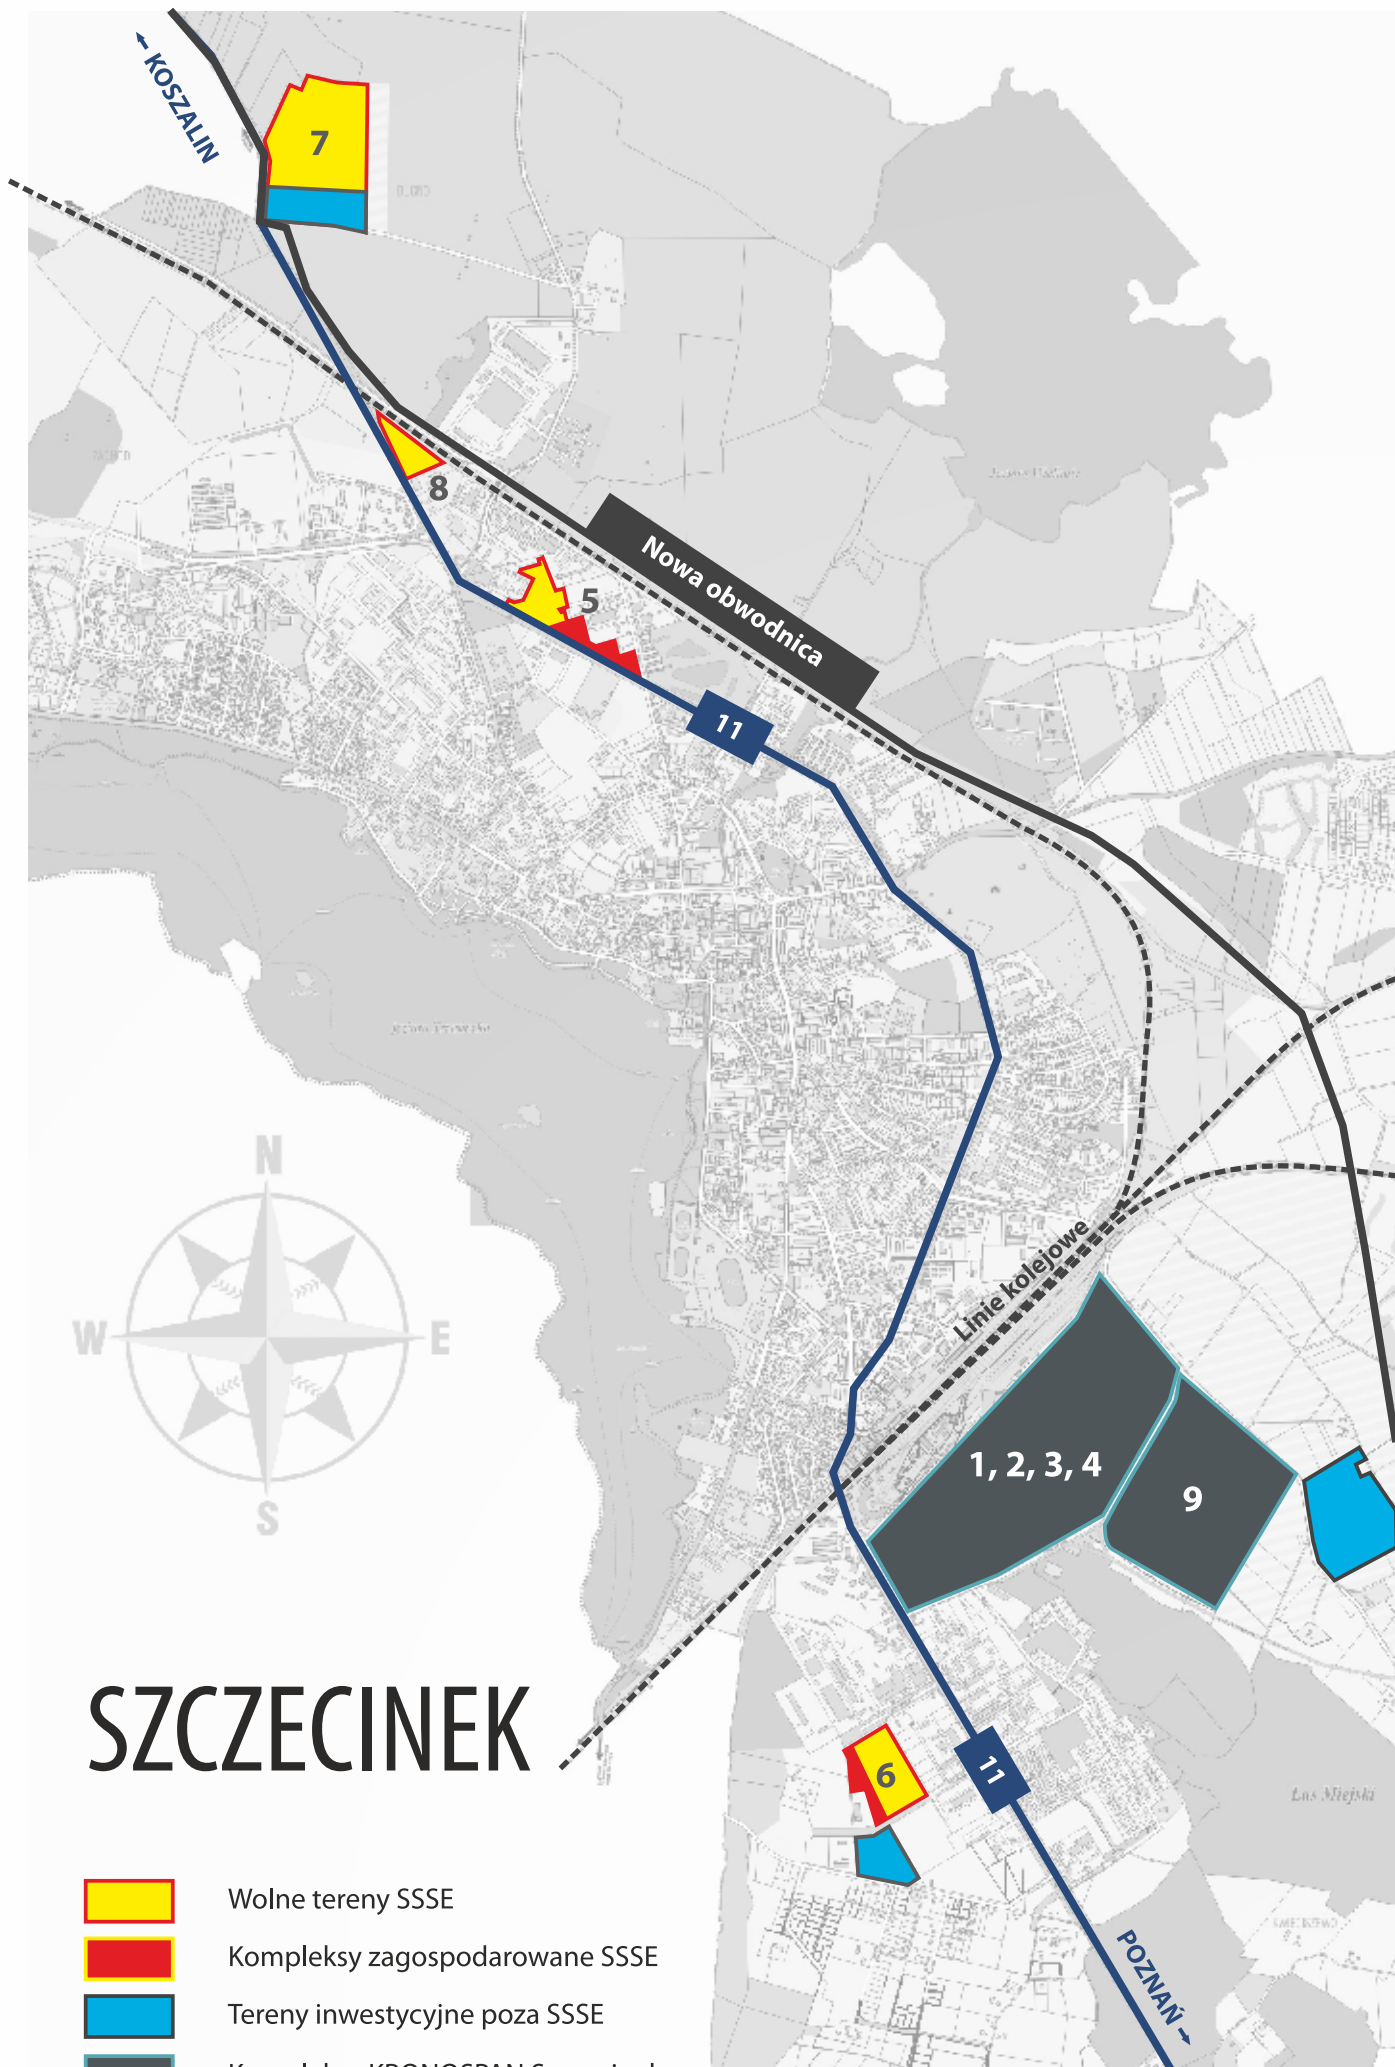 ← KOSZALIN
7
8
Nowa obwodnica
5
11
N
W
E
S
Linie kolejowe
1, 2, 3, 4
9
SZCZECINEK
6
11
Las Miejski
POZNAŃ →
Wolne tereny SSSE
Kompleksy zagospodarowane SSSE
Tereny inwestycyjne poza SSSE